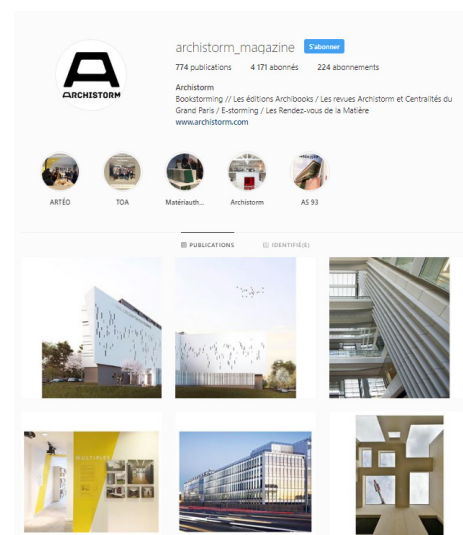 archistorm_magazine S'abonner
774 publications 4 171 abonnés 224 abonnements
Archistorm
Bookstorming // Les éditions Archibooks / Les revues Archistorm et Centralités du
Grand Paris / E-storming / Les Rendez-vous de la Matière
www.archistorm.com
ARCHISTORM
ARTÉO TOA Matériauth... Archistorm AS 93
PUBLICATIONS IDENTIFIÉ(E)
MULTIPLES